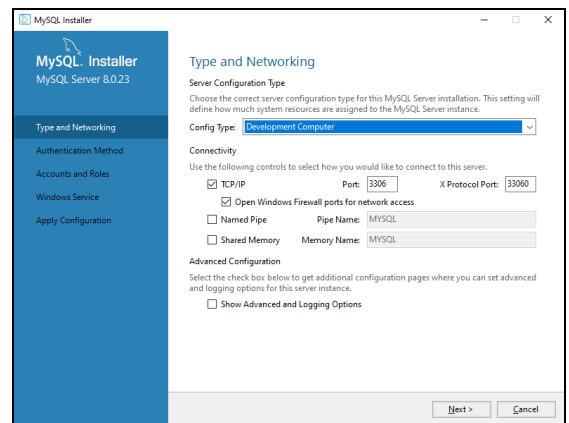 MySQL Installer
MySQL. Installer
MySQL Server 8.0.23
Type and Networking
Authentication Method
Accounts and Roles
Windows Service
Apply Configuration
Type and Networking
Server Configuration Type
Choose the correct server configuration type for this MySQL Server installation. This setting will
define how much system resources are assigned to the MySQL Server instance.
Config Type: Development Computer
Connectivity
Use the following controls to select how you would like to connect to this server.
TCP/IP Port: 3306 X Protocol Port: 33060
Open Windows Firewall ports for network access
Named Pipe Pipe Name: MYSQL
Shared Memory Memory Name: MYSQL
Advanced Configuration
Select the check box below to get additional configuration pages where you can set advanced
and logging options for this server instance.
Show Advanced and Logging Options
Next > Cancel